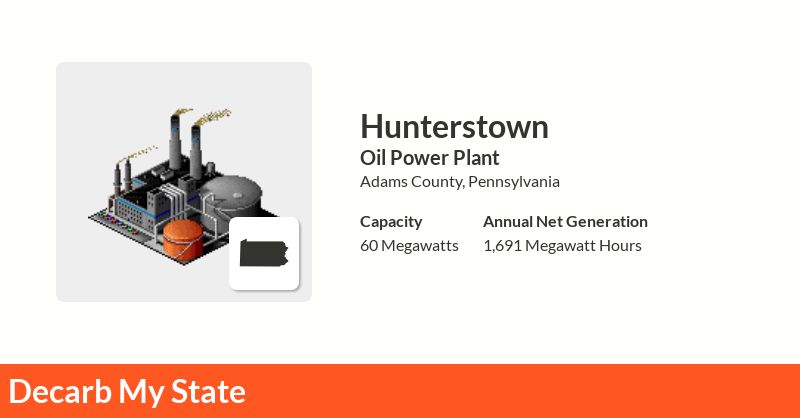 Hunterstown
Oil Power Plant
Adams County, Pennsylvania
Capacity
60 Megawatts
Annual Net Generation
1,691 Megawatt Hours
Decarb My State